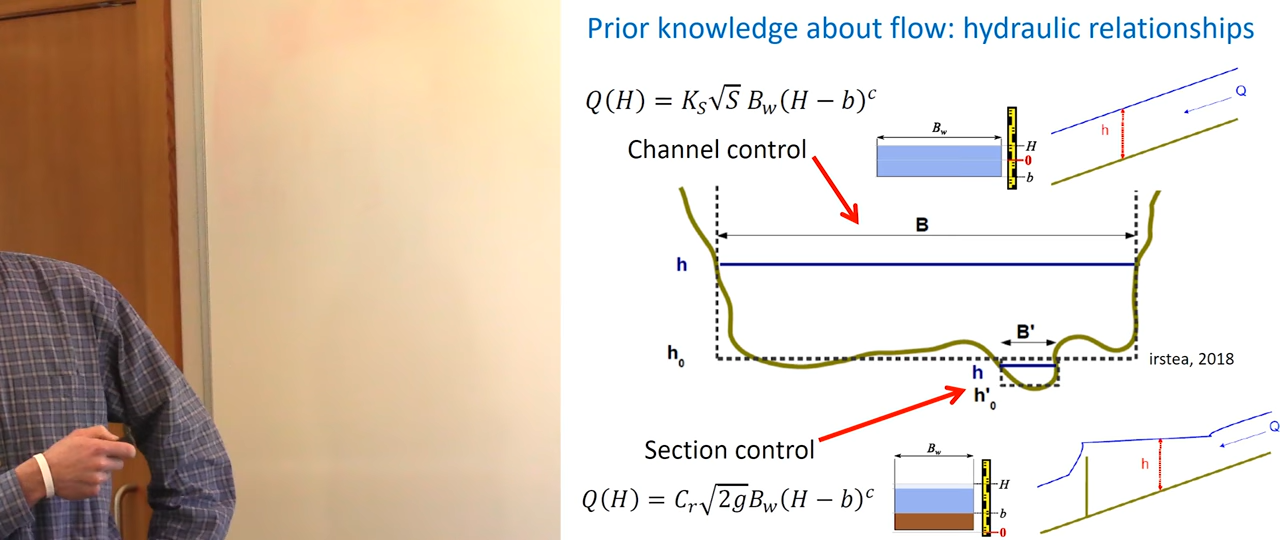 Prior knowledge about flow: hydraulic relationships
Q(H) = K_S√S B_w(H − b)^c
Channel control
B_w
H
0
b
h
Q
B
h
h_0
B'
h
h'_0
irstea, 2018
Section control
Q(H) = C_r√2g B_w(H − b)^c
B_w
H
b
0
h
Q